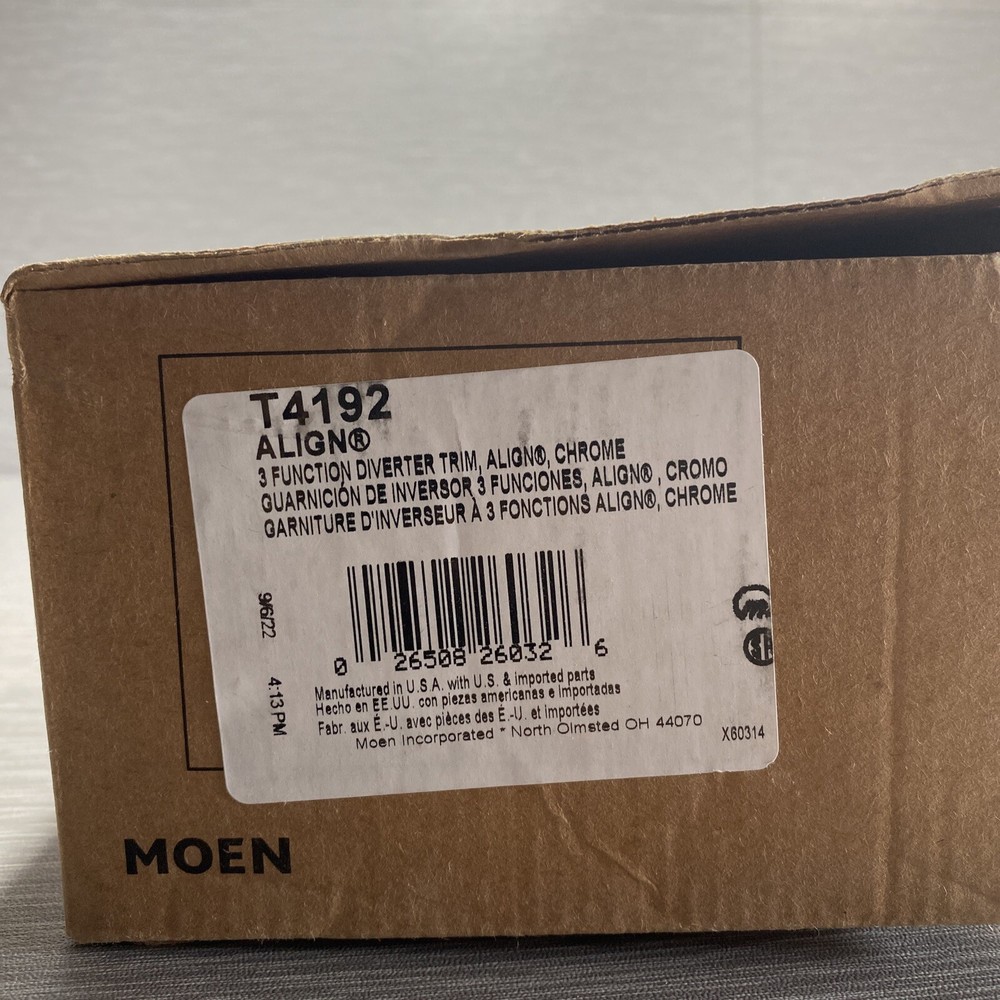 T4192
ALIGN®
3 FUNCTION DIVERTER TRIM, ALIGN®, CHROME
GUARNICIÓN DE INVERSOR 3 FUNCIONES, ALIGN® , CROMO
GARNITURE D'INVERSEUR À 3 FONCTIONS ALIGN®, CHROME
9/6/22 4:13 PM
0 26508 26032 6
Manufactured in U.S.A. with U.S. & imported parts
Hecho en EE.UU. con piezas americanas e importadas
Fabr. aux É.-U. avec pièces des É.-U. et importées
Moen Incorporated * North Olmsted OH 44070
X60314
MOEN